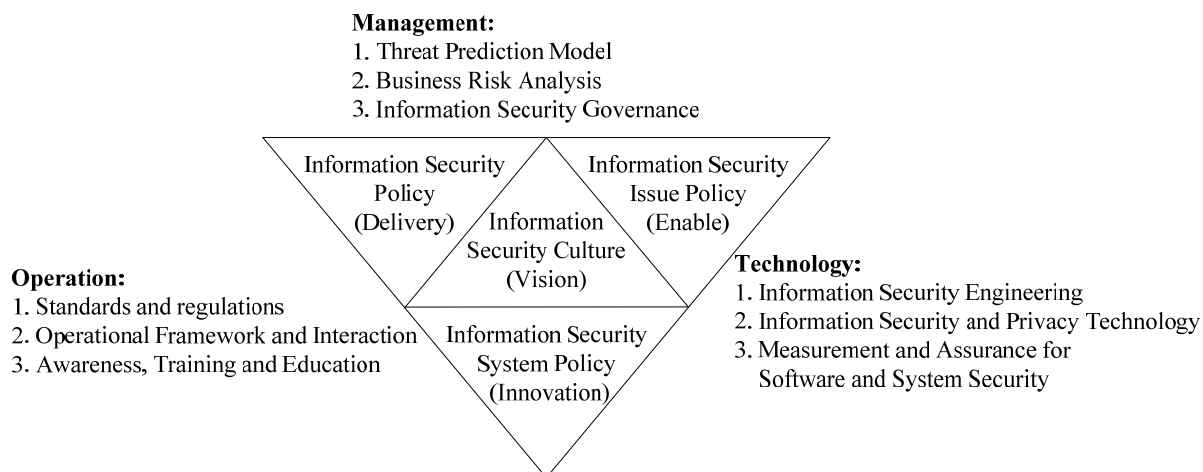 Management:
1. Threat Prediction Model
2. Business Risk Analysis
3. Information Security Governance
Information Security
Policy
(Delivery)
Information Security
Issue Policy
(Enable)
Information
Security Culture
(Vision)
Operation:
1. Standards and regulations
2. Operational Framework and Interaction
3. Awareness, Training and Education
Technology:
1. Information Security Engineering
2. Information Security and Privacy Technology
3. Measurement and Assurance for
Software and System Security
Information Security
System Policy
(Innovation)